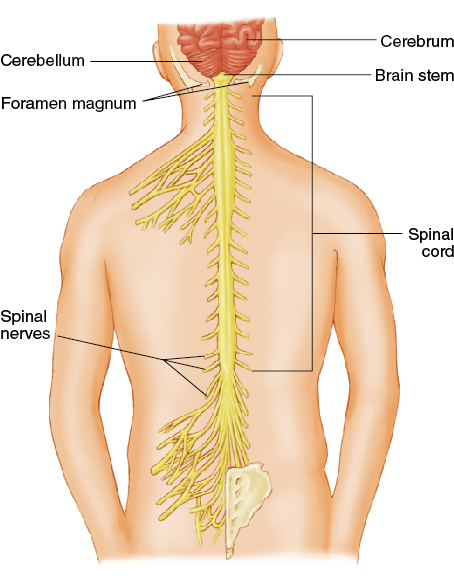 Cerebrum
Cerebellum
Brain stem
Foramen magnum
Spinal
cord
Spinal
nerves